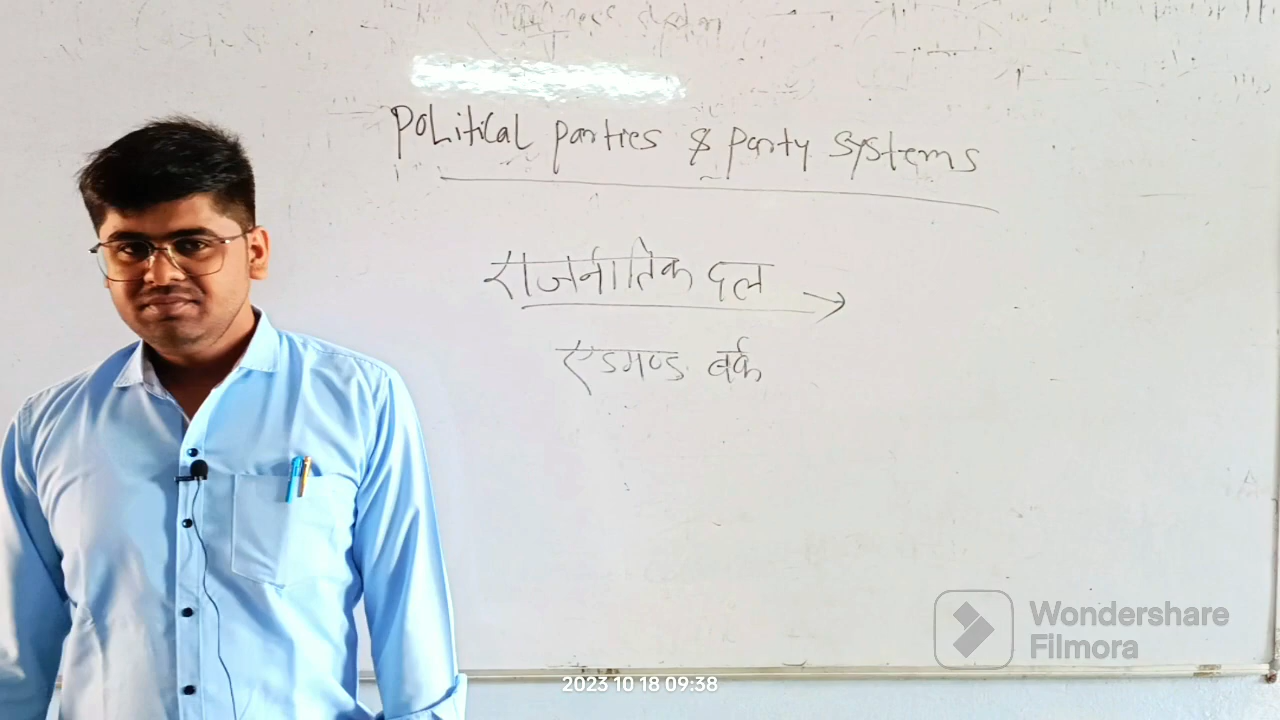 Political parties & Party systems
राजनीतिक दल →
एडमण्ड बर्क
Wondershare
Filmora
2023 10 18 09:38